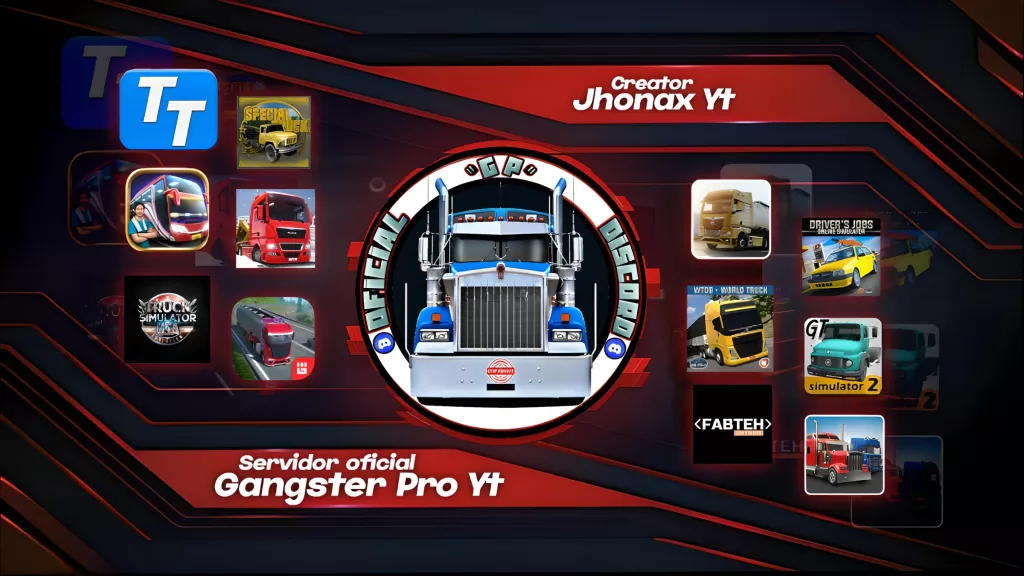 TT
SPECIAL
Creator
Jhonax Yt
"GP"
OFICIAL
DISCORD
DRIVER'S JOBS
ONLINE SIMULATOR
WTDS - WORLD TRUCK
TRUCK
SIMULATOR
GT
simulator 2
<FABTEH>
Servidor oficial
Gangster Pro Yt